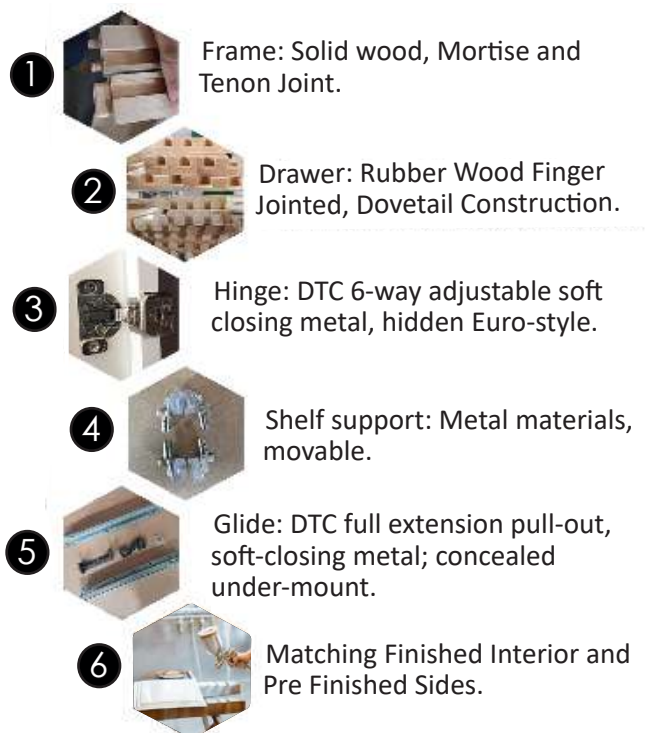 1
Frame: Solid wood, Mortise and
Tenon Joint.
2
Drawer: Rubber Wood Finger
Jointed, Dovetail Construction.
3
Hinge: DTC 6-way adjustable soft
closing metal, hidden Euro-style.
4
Shelf support: Metal materials,
movable.
5
Glide: DTC full extension pull-out,
soft-closing metal; concealed
under-mount.
6
Matching Finished Interior and
Pre Finished Sides.